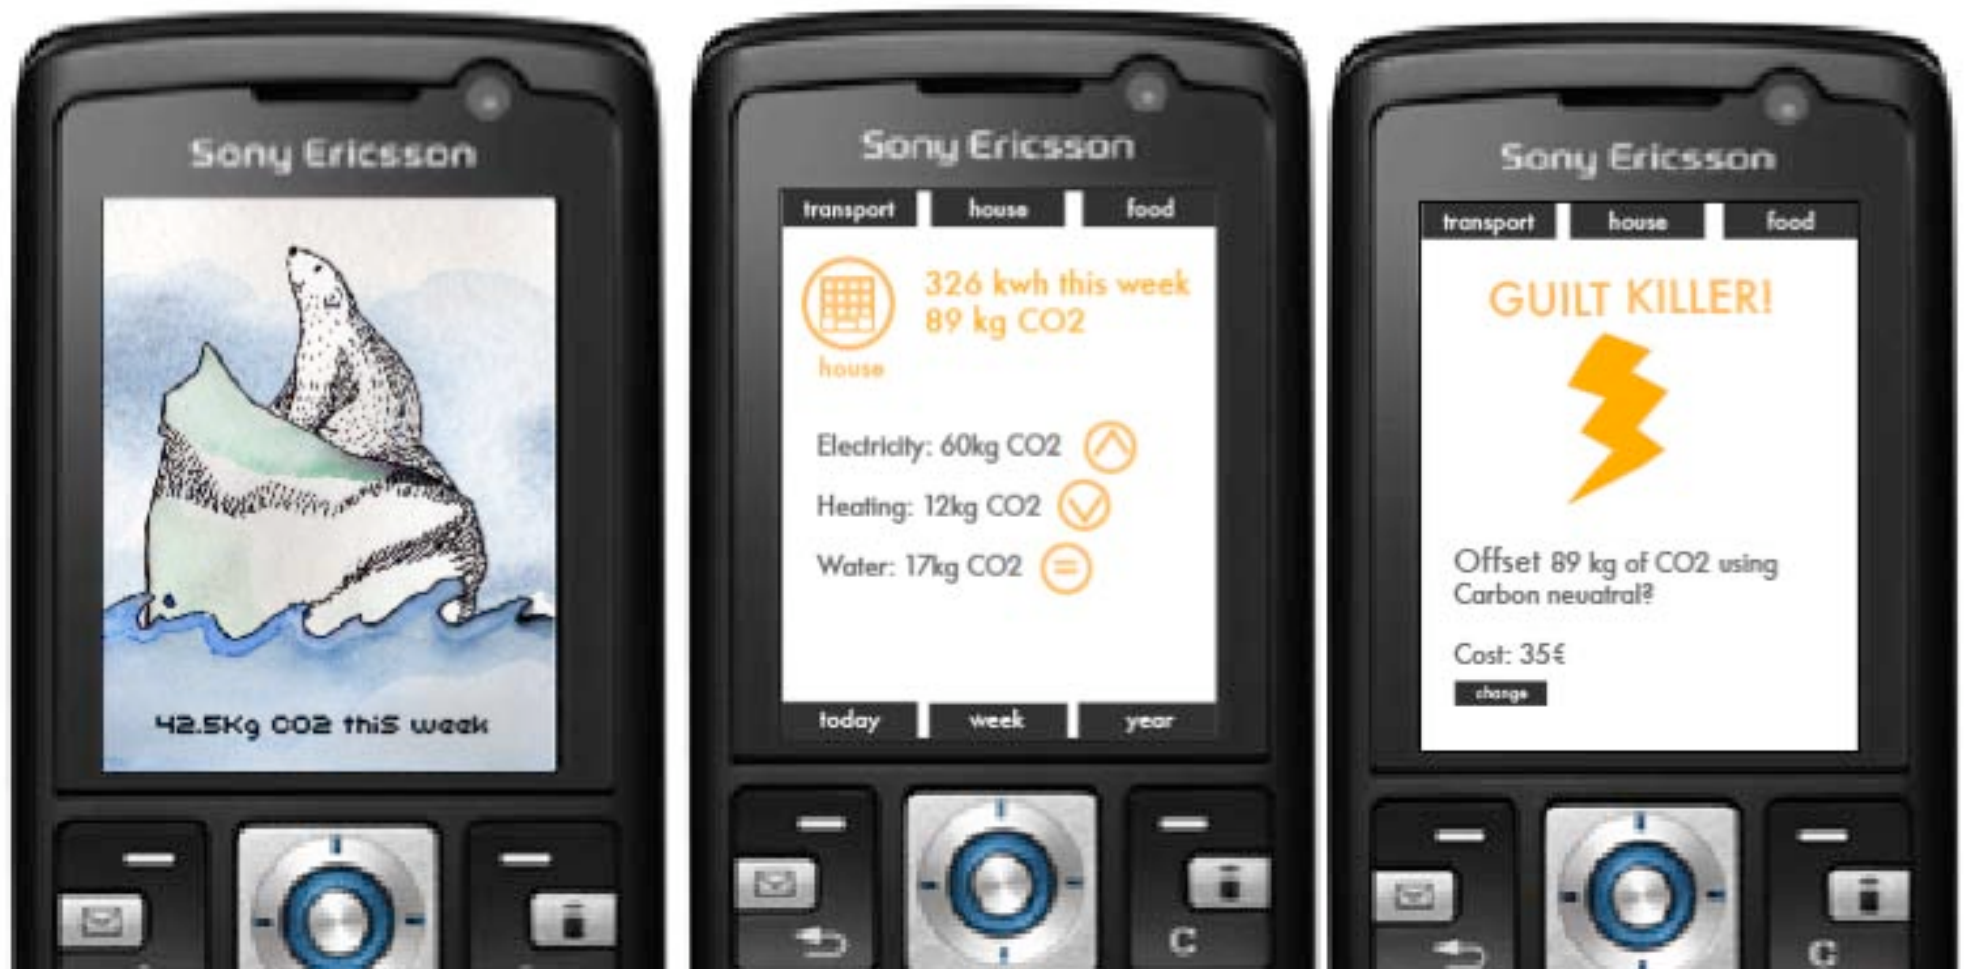 Sony Ericsson
42.5Kg CO2 thiS week
Sony Ericsson
transport house food
326 kwh this week
89 kg CO2
house
Electricity: 60kg CO2
Heating: 12kg CO2
Water: 17kg CO2
today week year
C
Sony Ericsson
transport house food
GUILT KILLER!
Offset 89 kg of CO2 using
Carbon neuatral?
Cost: 35€
change
C